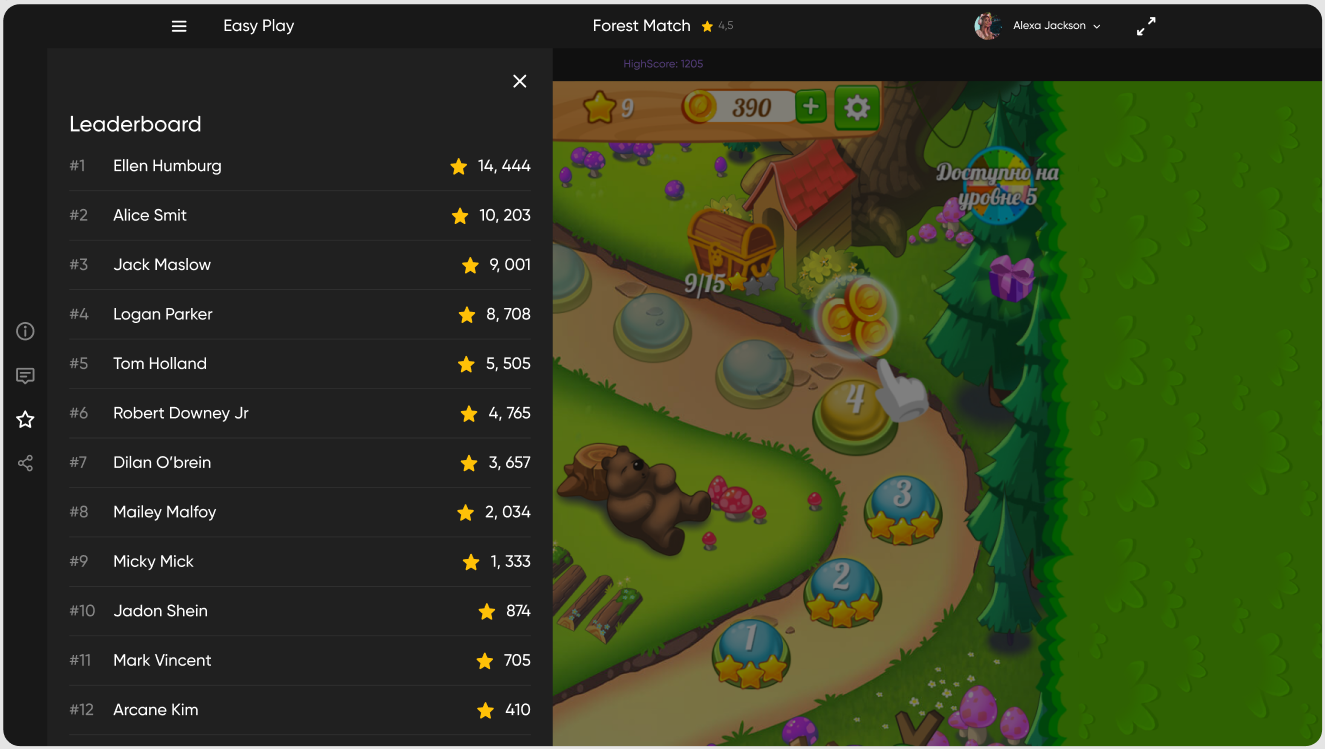 Easy Play
Forest Match 4,5
Alexa Jackson
HighScore: 1205
Leaderboard
#1 Ellen Humburg 14, 444
#2 Alice Smit 10, 203
#3 Jack Maslow 9, 001
#4 Logan Parker 8, 708
#5 Tom Holland 5, 505
#6 Robert Downey Jr 4, 765
#7 Dilan O’brein 3, 657
#8 Mailey Malfoy 2, 034
#9 Micky Mick 1, 333
#10 Jadon Shein 874
#11 Mark Vincent 705
#12 Arcane Kim 410
9
390
Доступно на
уровне 5
9/15
4
3
2
1